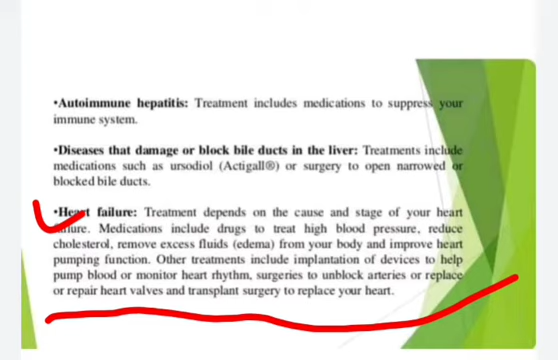 •Autoimmune hepatitis: Treatment includes medications to suppress your
immune system.
•Diseases that damage or block bile ducts in the liver: Treatments include
medications such as ursodiol (Actigall®) or surgery to open narrowed or
blocked bile ducts.
•Heart failure: Treatment depends on the cause and stage of your heart
failure. Medications include drugs to treat high blood pressure, reduce
cholesterol, remove excess fluids (edema) from your body and improve heart
pumping function. Other treatments include implantation of devices to help
pump blood or monitor heart rhythm, surgeries to unblock arteries or replace
or repair heart valves and transplant surgery to replace your heart.